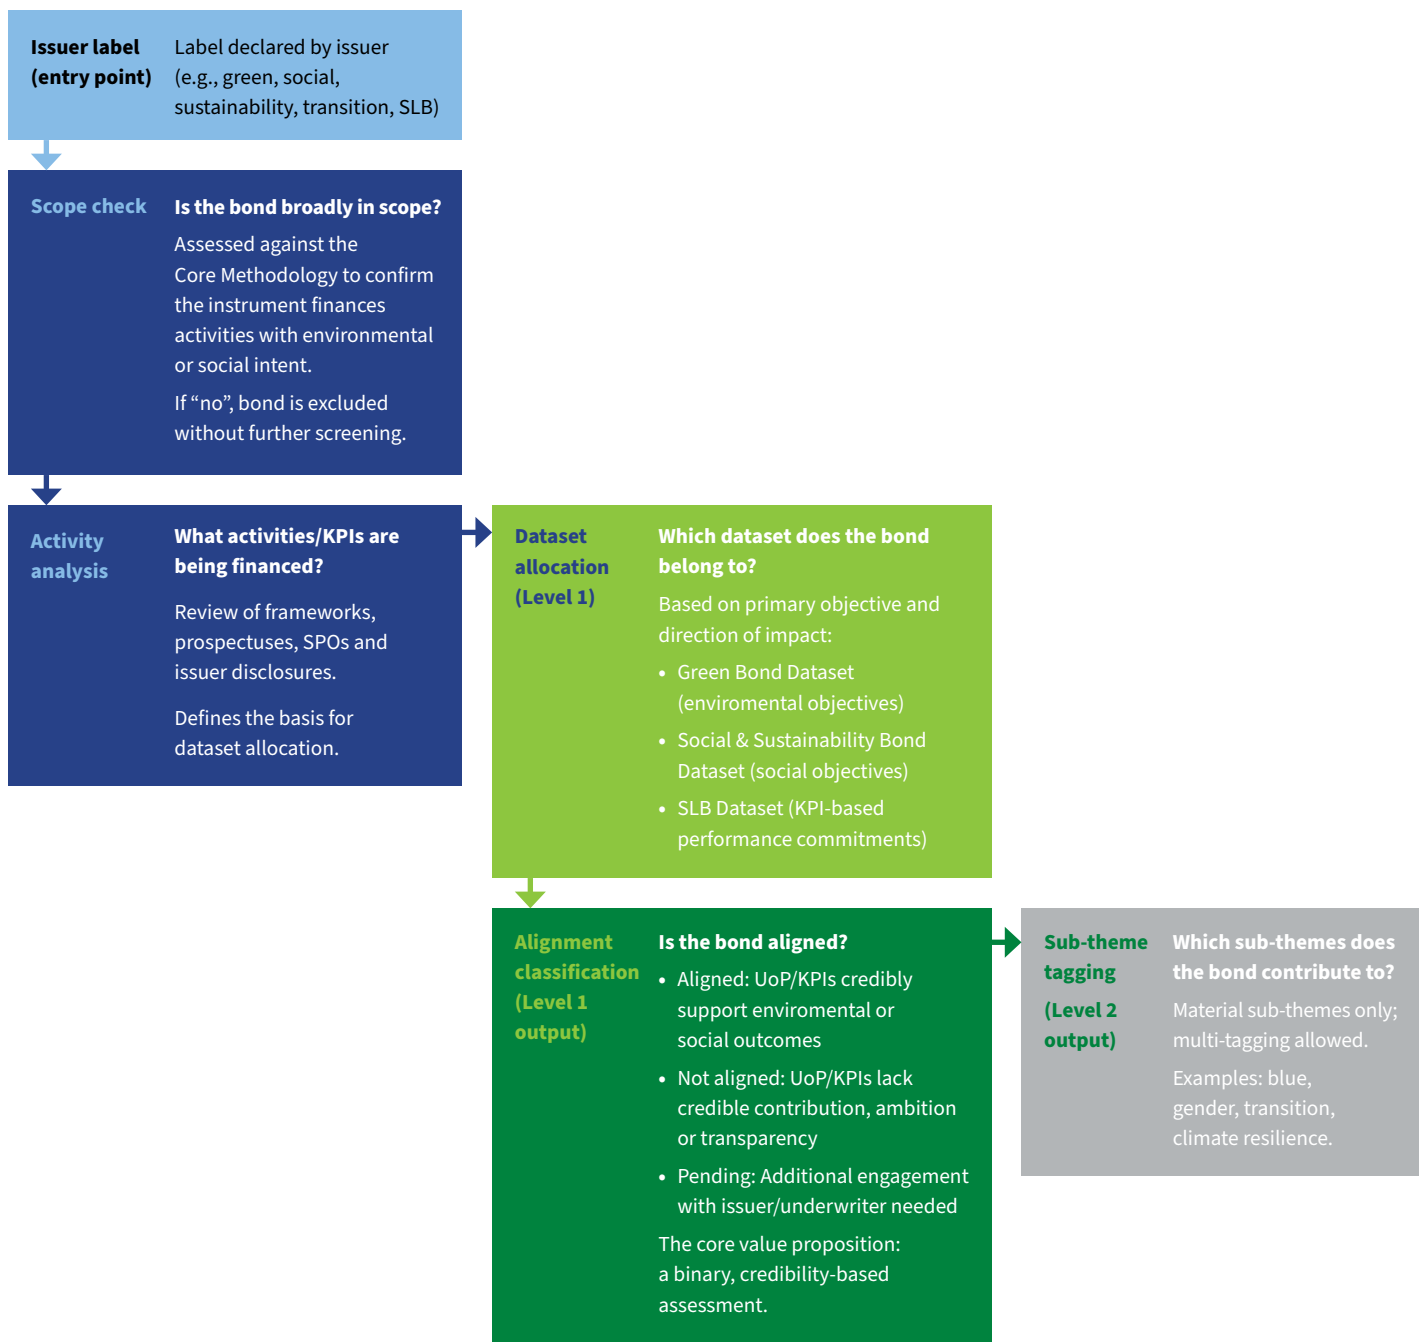 Issuer label
(entry point)
Label declared by issuer
(e.g., green, social,
sustainability, transition, SLB)
Scope check
Is the bond broadly in scope?
Assessed against the
Core Methodology to confirm
the instrument finances
activities with environmental
or social intent.
If “no”, bond is excluded
without further screening.
Activity
analysis
What activities/KPIs are
being financed?
Review of frameworks,
prospectuses, SPOs and
issuer disclosures.
Defines the basis for
dataset allocation.
Dataset
allocation
(Level 1)
Which dataset does the bond
belong to?
Based on primary objective and
direction of impact:
• Green Bond Dataset
(enviromental objectives)
• Social & Sustainability Bond
Dataset (social objectives)
• SLB Dataset (KPI-based
performance commitments)
Alignment
classification
(Level 1
output)
Is the bond aligned?
• Aligned: UoP/KPIs credibly
support enviromental or
social outcomes
• Not aligned: UoP/KPIs lack
credible contribution, ambition
or transparency
• Pending: Additional engagement
with issuer/underwriter needed
The core value proposition:
a binary, credibility-based
assessment.
Sub-theme
tagging
(Level 2
output)
Which sub-themes does
the bond contribute to?
Material sub-themes only;
multi-tagging allowed.
Examples: blue,
gender, transition,
climate resilience.